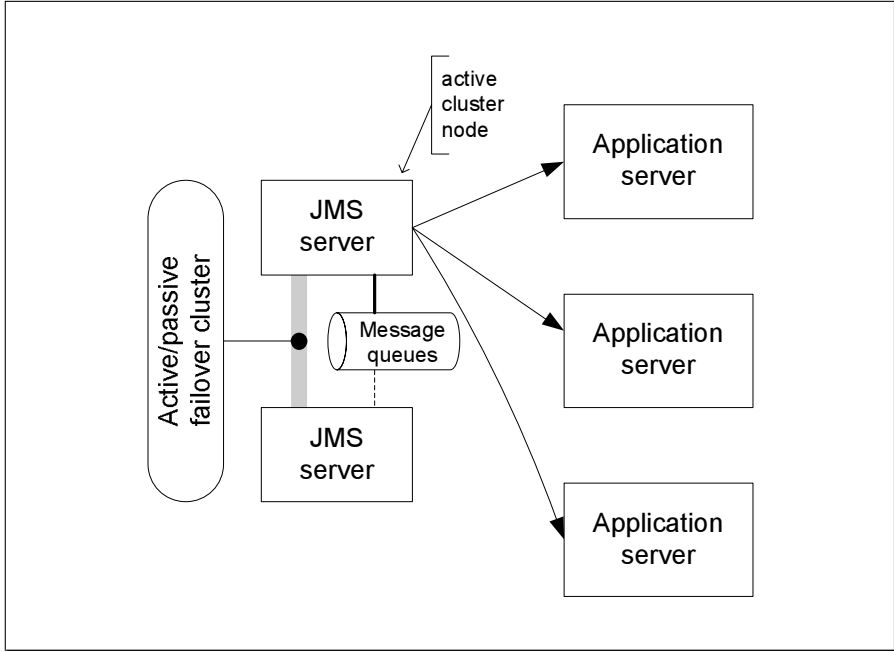 active
cluster
node
Application
server
JMS
server
Active/passive
failover cluster
Message
queues
Application
server
JMS
server
Application
server